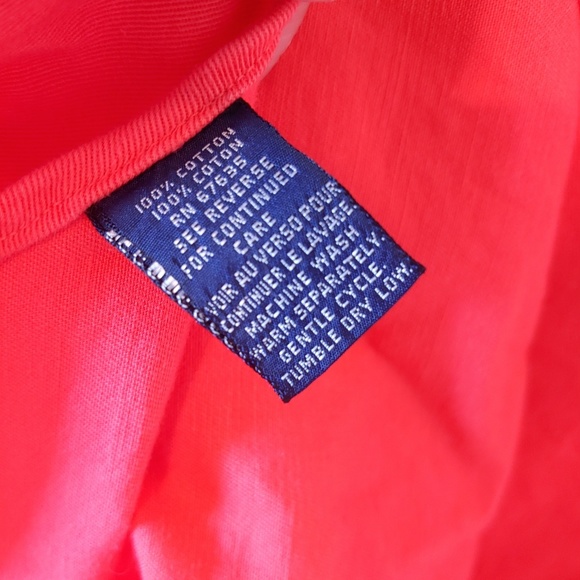 100% COTTON
100% COTON
RN 67635
SEE REVERSE
FOR CONTINUED
CARE
VOIR AU VERSO POUR
CONTINUER LE LAVAGE
MACHINE WASH
WARM SEPARATELY.
GENTLE CYCLE.
TUMBLE DRY LOW.